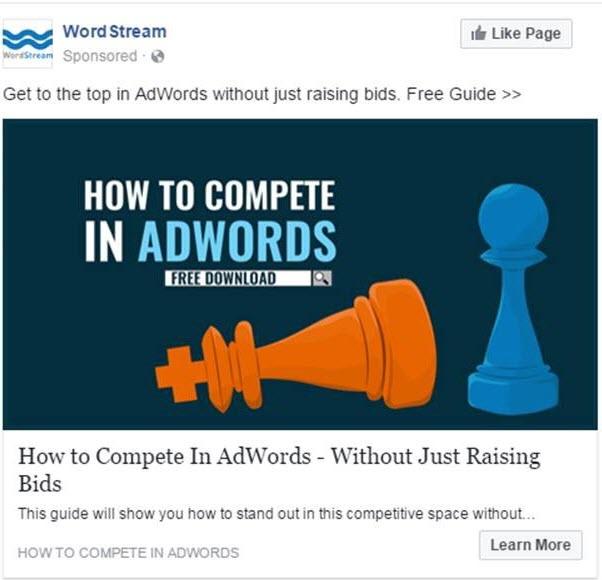 WordStream
Like Page
WordStream
Sponsored ·
Get to the top in AdWords without just raising bids. Free Guide >>
HOW TO COMPETE
IN ADWORDS
FREE DOWNLOAD
How to Compete In AdWords - Without Just Raising
Bids
This guide will show you how to stand out in this competitive space without...
HOW TO COMPETE IN ADWORDS
Learn More